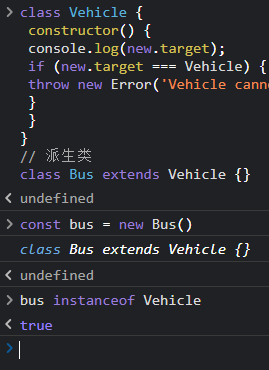 class Vehicle {
constructor() {
console.log(new.target);
if (new.target === Vehicle) {
throw new Error('Vehicle
}
}
}
// 派生类
class Bus extends Vehicle {}
undefined
const bus = new Bus()
class Bus extends Vehicle {}
undefined
bus instanceof Vehicle
true